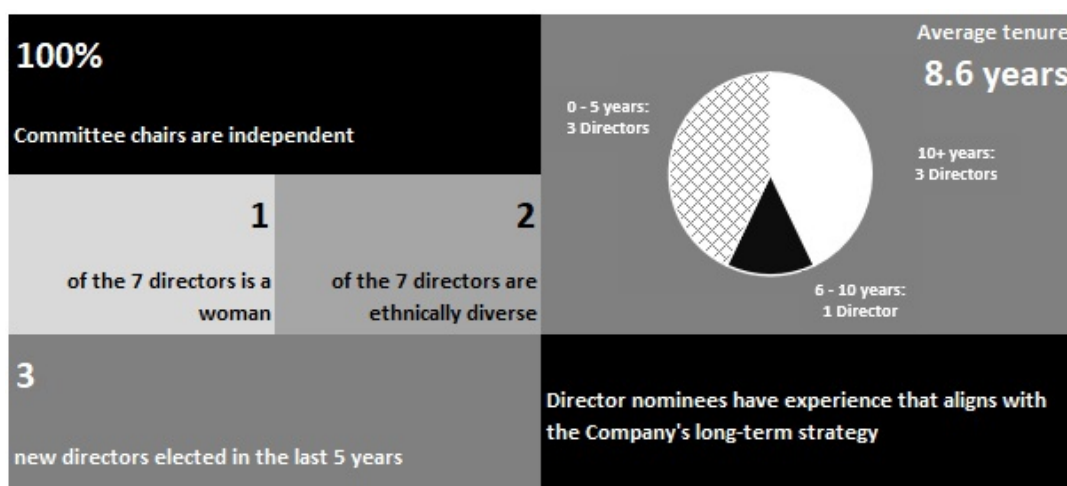 100%
Committee chairs are independent
1
of the 7 directors is a
woman
2
of the 7 directors are
ethnically diverse
3
new directors elected in the last 5 years
Average tenure
8.6 years
0 - 5 years:
3 Directors
10+ years:
3 Directors
6 - 10 years:
1 Director
Director nominees have experience that aligns with
the Company's long-term strategy